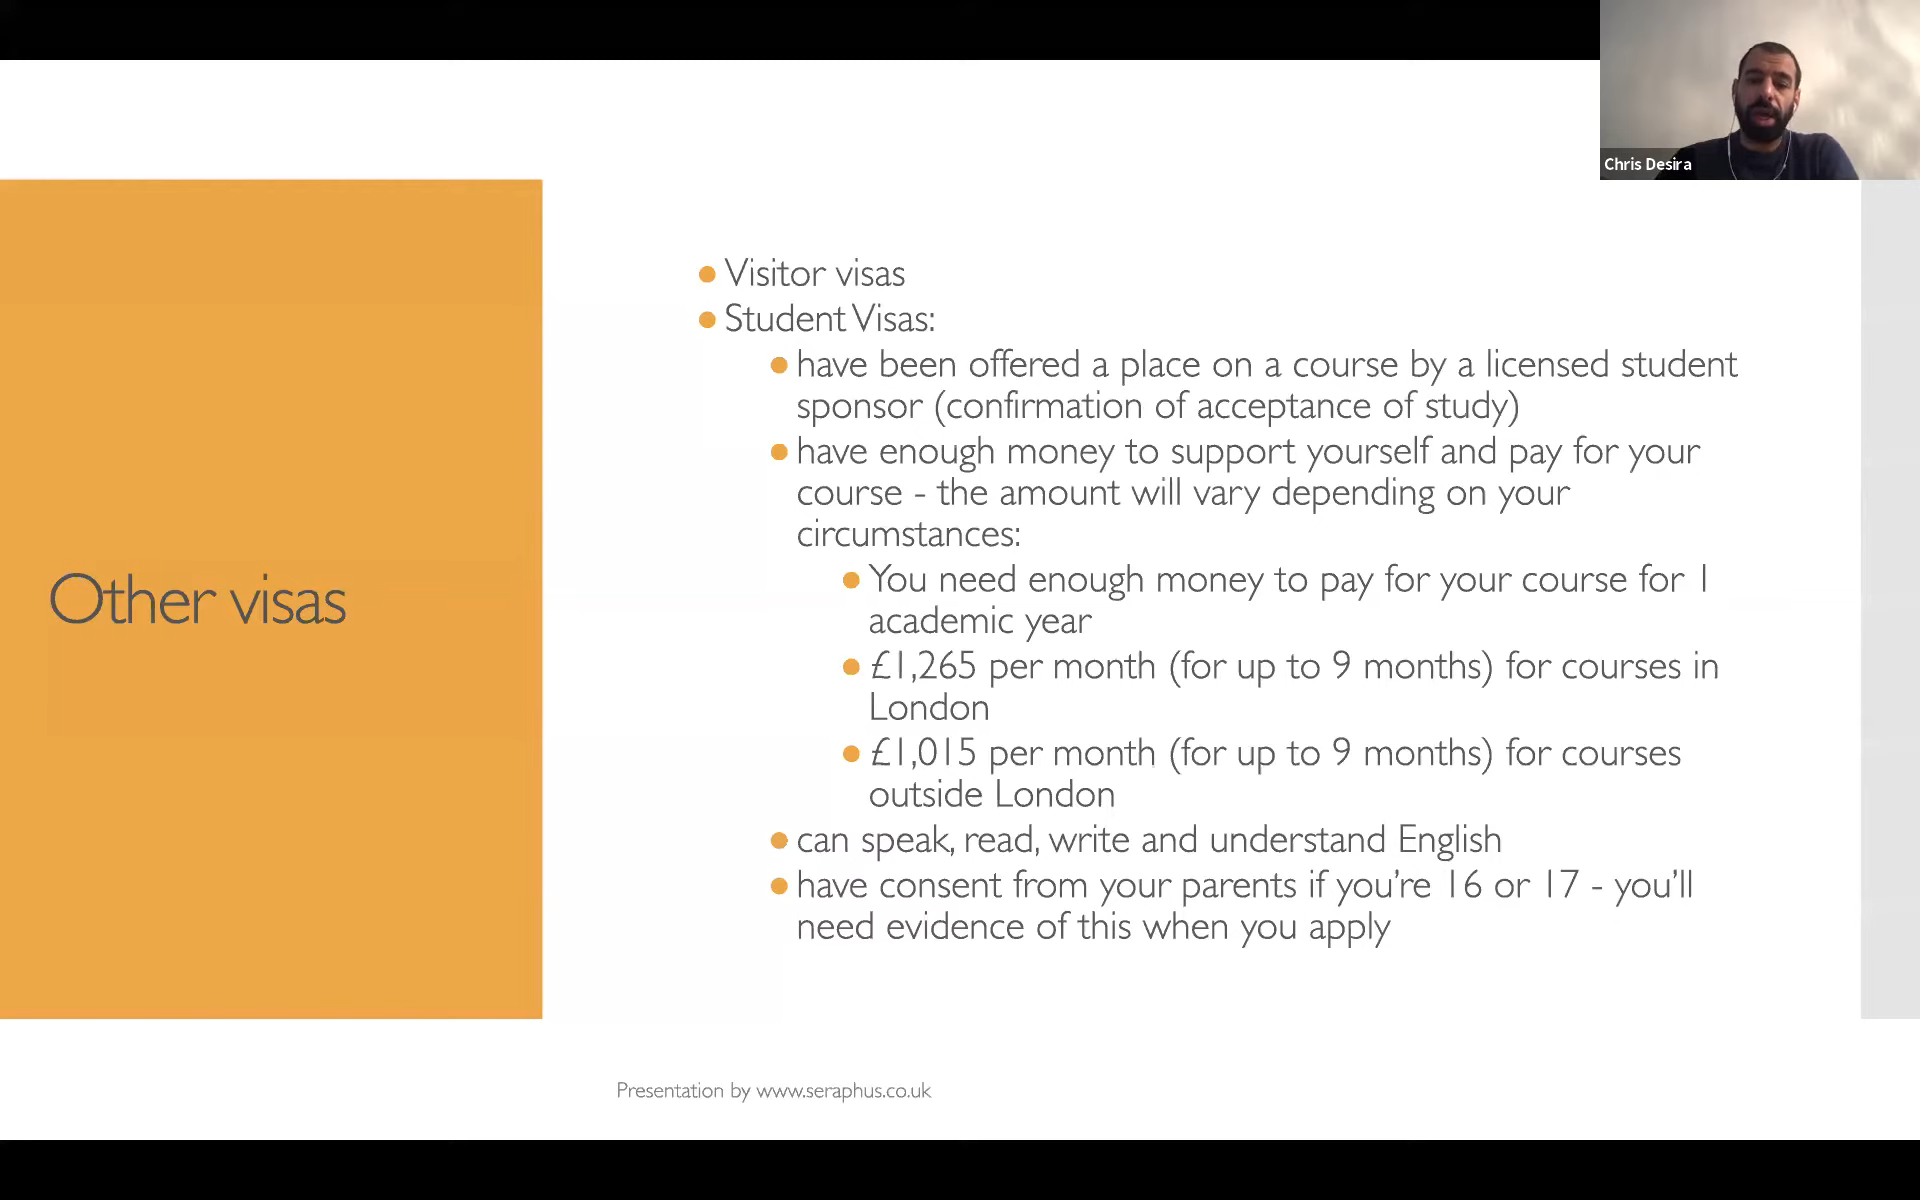 Chris Desira
Other visas
Visitor visas
Student Visas:
have been offered a place on a course by a licensed student
sponsor (confirmation of acceptance of study)
have enough money to support yourself and pay for your
course - the amount will vary depending on your
circumstances:
You need enough money to pay for your course for 1
academic year
£1,265 per month (for up to 9 months) for courses in
London
£1,015 per month (for up to 9 months) for courses
outside London
can speak, read, write and understand English
have consent from your parents if you’re 16 or 17 - you’ll
need evidence of this when you apply
Presentation by www.seraphus.co.uk